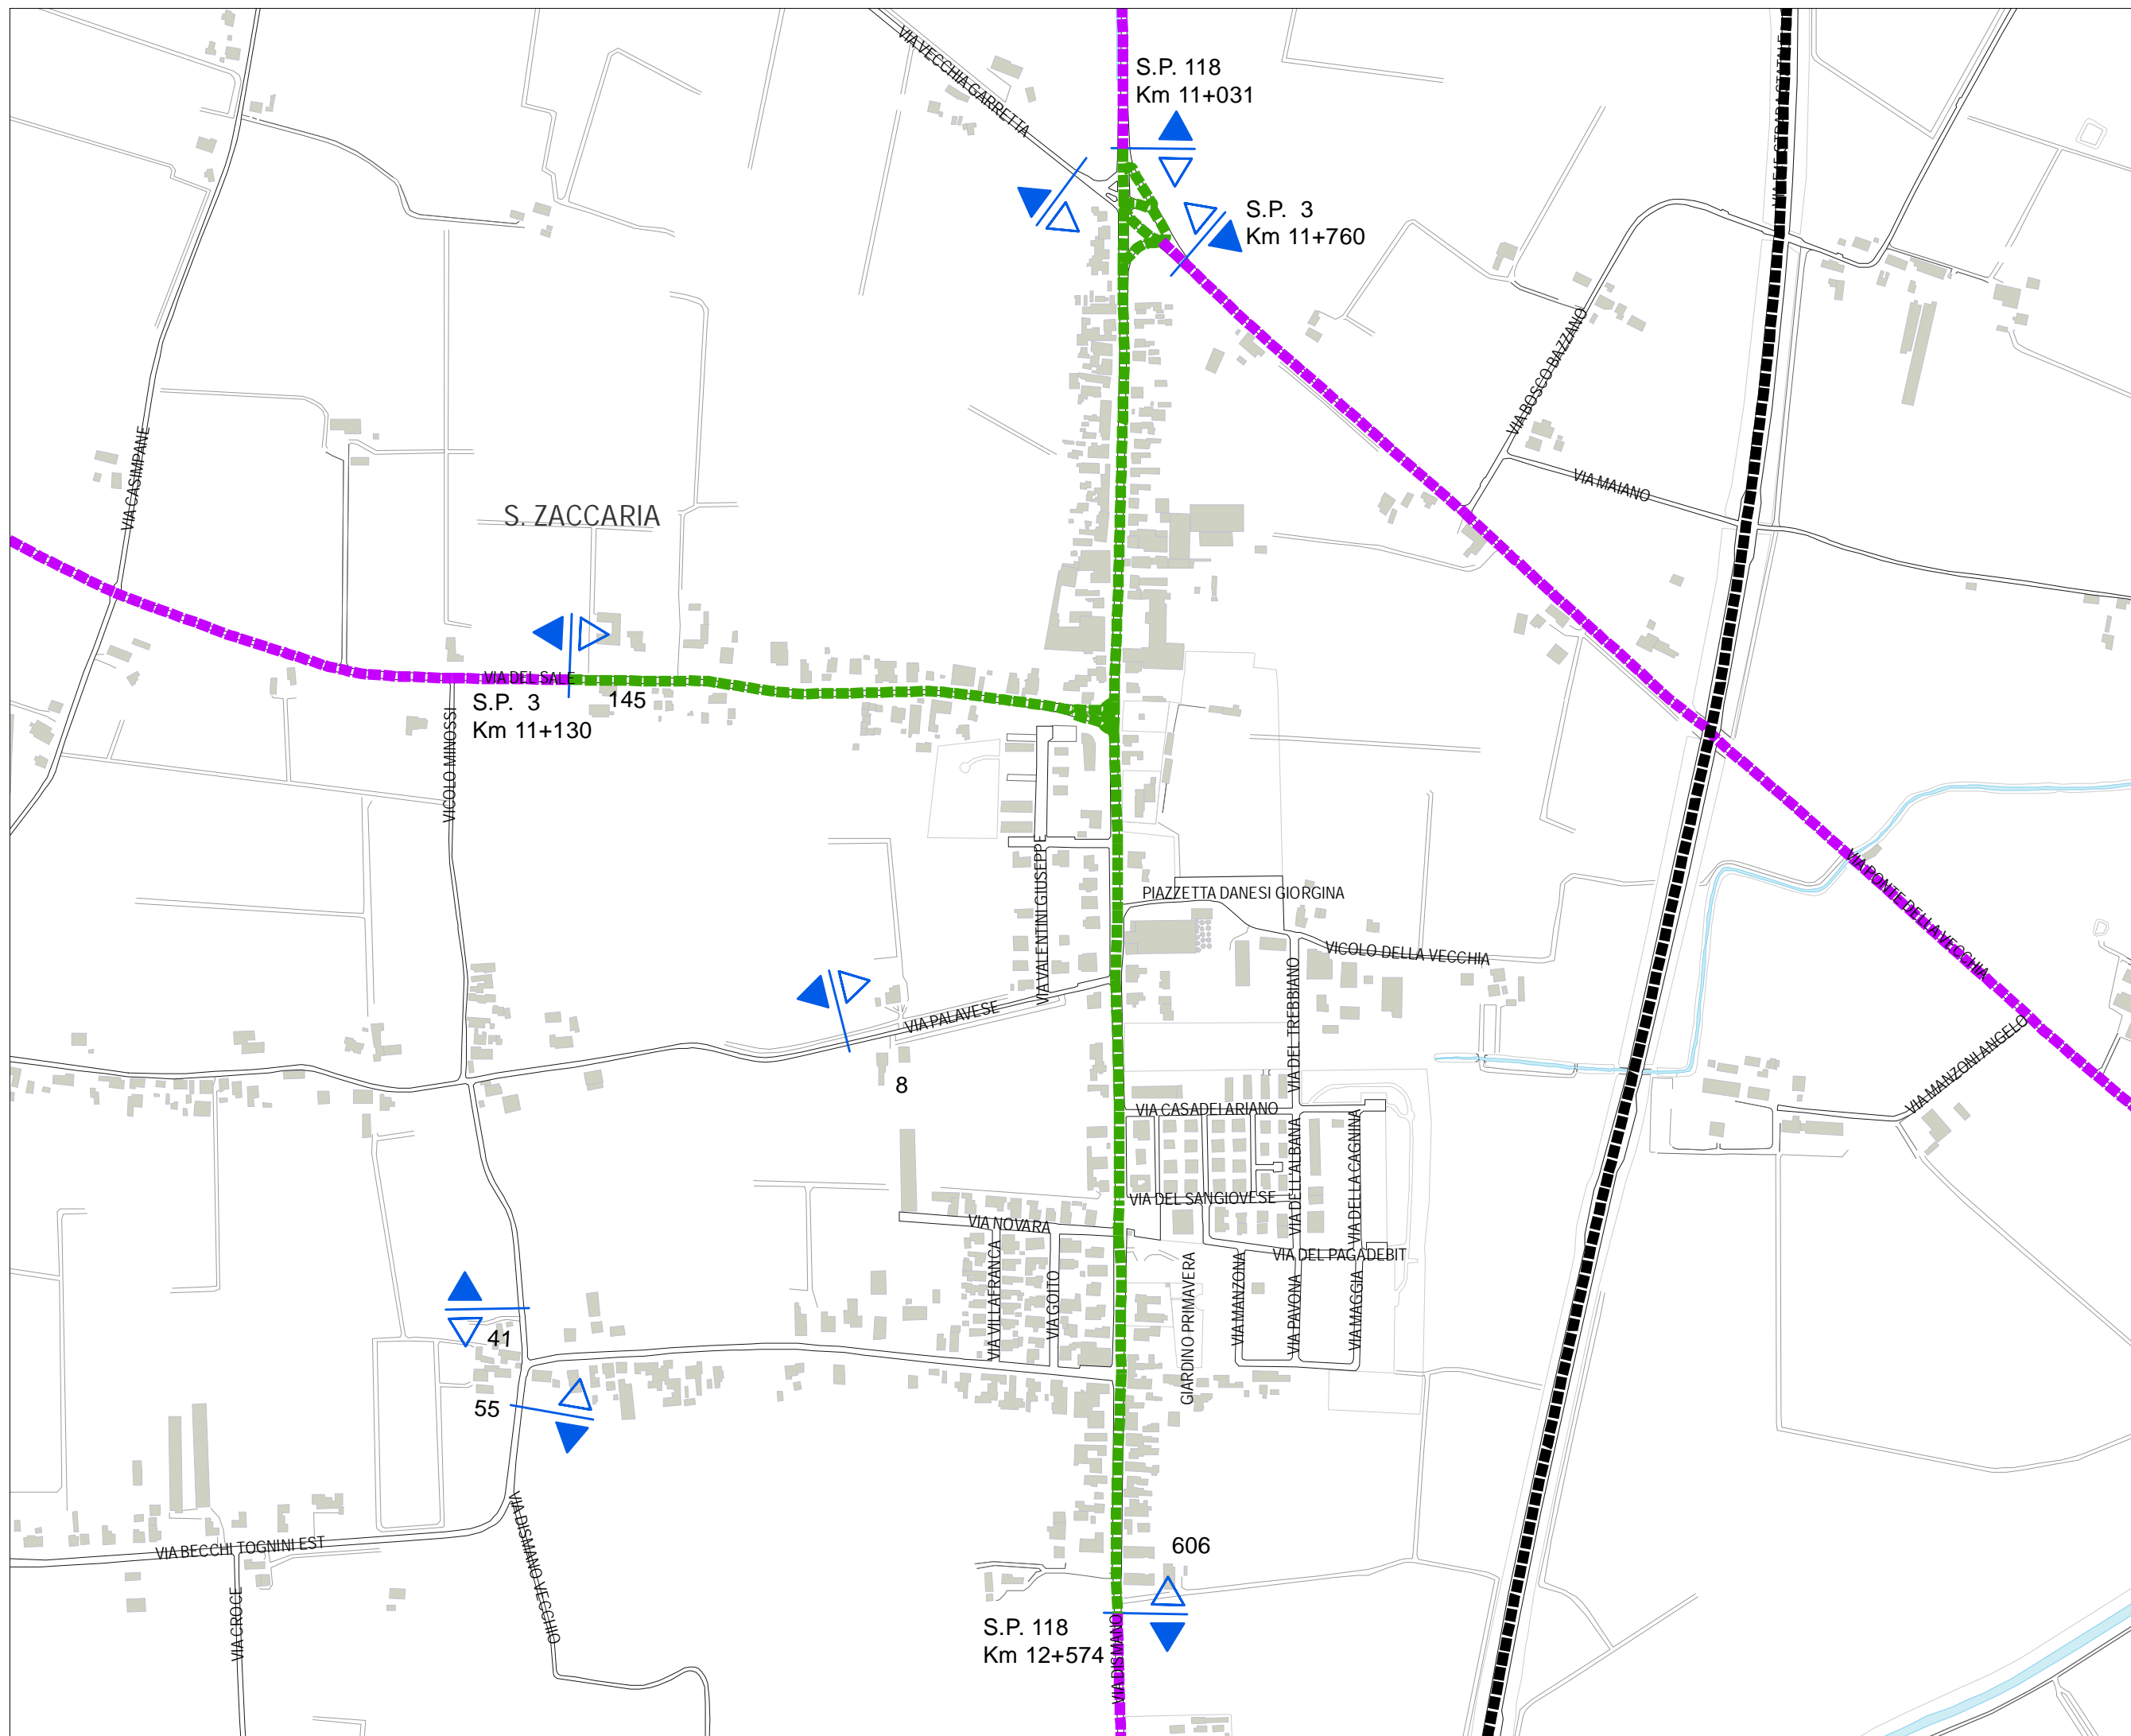 VIA VECCHIA GARRETTA
S.P. 118
Km 11+031
VIA E45 STRADA STATALE
S.P. 3
Km 11+760
VIA BOSCO BAZZANO
VIA CASIMPANE
VIA MAIANO
S. ZACCARIA
VIA DEL SALE
145
S.P. 3
Km 11+130
VICOLO MINOSSI
VIA VALENTINI GIUSEPPE
PIAZZETTA DANESI GIORGINA
VIA PONTE DELLA VECCHIA
VICOLO DELLA VECCHIA
VIA PALAVESE
VIA DEL TREBBIANO
8
VIA MANZONI ANGELO
VIA CASADEI ARIANO
VIA DELL'ALBANA
VIA DELLA CAGNINA
VIA DEL SANGIOVESE
VIA NOVARA
VIA DEL PAGADEBIT
VIA VILLAFRANCA
VIA GOITO
GIARDINO PRIMAVERA
VIA MANZONA
VIA PAVONA
VIA MAGGIA
41
55
VIA DISMANO VECCHIO
VIA BECCHI TOGNINI EST
VIA CROCE
606
S.P. 118
Km 12+574
VIA DISMANO